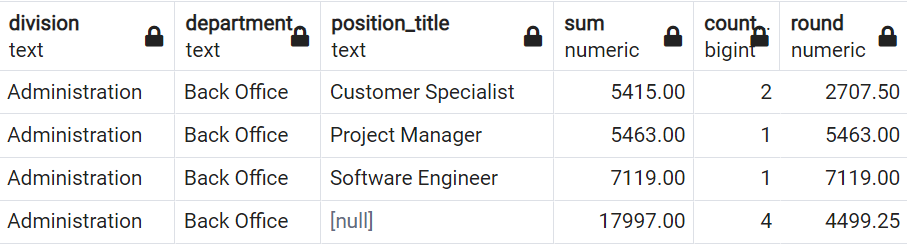 division department position_title sum count.. round
text text text numeric bigint numeric
Administration Back Office Customer Specialist 5415.00 2 2707.50
Administration Back Office Project Manager 5463.00 1 5463.00
Administration Back Office Software Engineer 7119.00 1 7119.00
Administration Back Office [null] 17997.00 4 4499.25